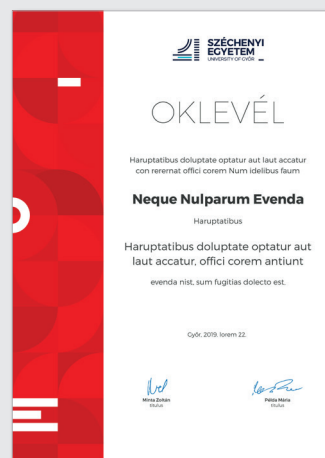 SZÉCHENYI
EGYETEM
UNIVERSITY OF GYŐR
OKLEVÉL
Haruptatibus doluptate optatur aut laut accatur
con rerernat offici corem Num idelibus faum
Neque Nulparum Evenda
Haruptatibus
Haruptatibus doluptate optatur aut
laut accatur, offici corem antiunt
evenda nist, sum fugitias dolecto est.
Győr, 2019. lorem 22.
Minta Zoltán
titulus
Példa Mária
titulus